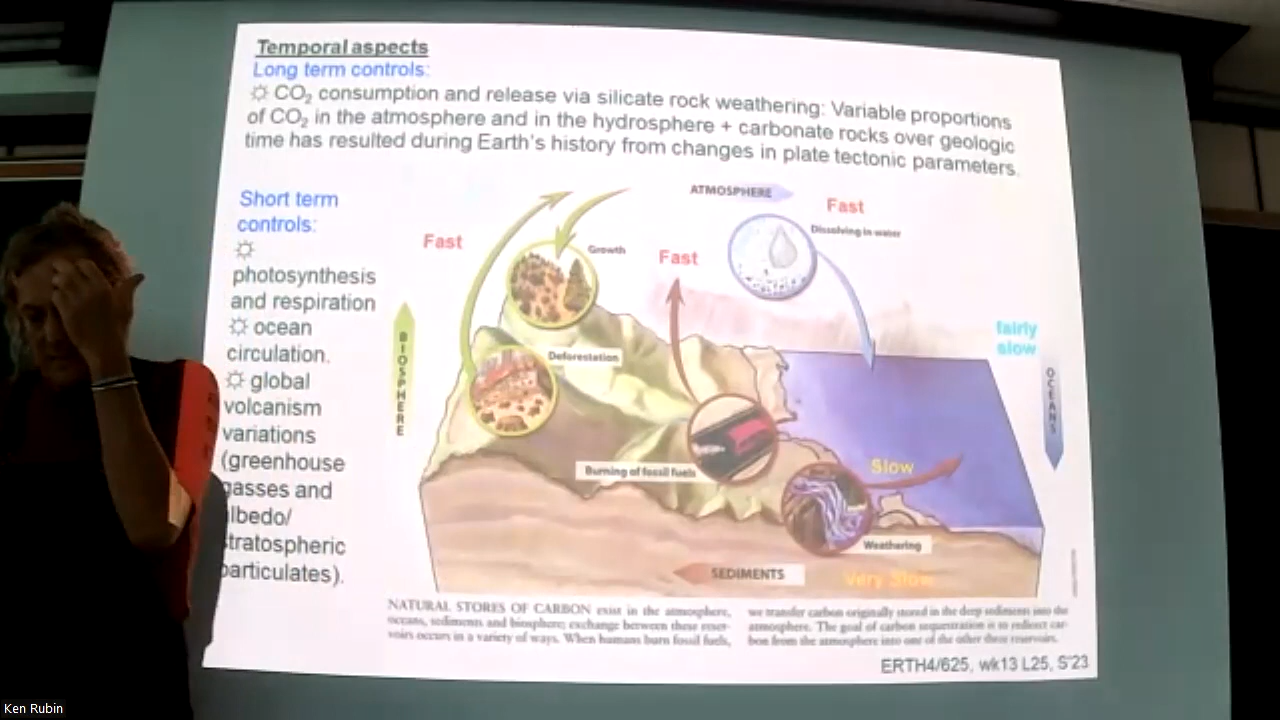 Temporal aspects
Long term controls:
☼ CO₂ consumption and release via silicate rock weathering: Variable proportions
of CO₂ in the atmosphere and in the hydrosphere + carbonate rocks over geologic
time has resulted during Earth's history from changes in plate tectonic parameters.
Short term
controls:
☼
photosynthesis
and respiration
☼ ocean
circulation.
☼ global
volcanism
variations
(greenhouse
gasses and
lbedo/
tratospheric
particulates).
ATMOSPHERE
Fast
Dissolving in water
Fast
Growth
Fast
fairly
slow
BIOSPHERE
Deforestation
OCEANS
Burning of fossil fuels
Slow
Weathering
SEDIMENTS
Very Slow
NATURAL STORES OF CARBON exist in the atmosphere,
oceans, sediments and biosphere; exchange between these reser-
voirs occurs in a variety of ways. When humans burn fossil fuels,
we transfer carbon originally stored in the deep sediments into the
atmosphere. The goal of carbon sequestration is to redirect car-
bon from the atmosphere into one of the other three reservoirs.
ERTH4/625, wk13 L25, S'23
Ken Rubin